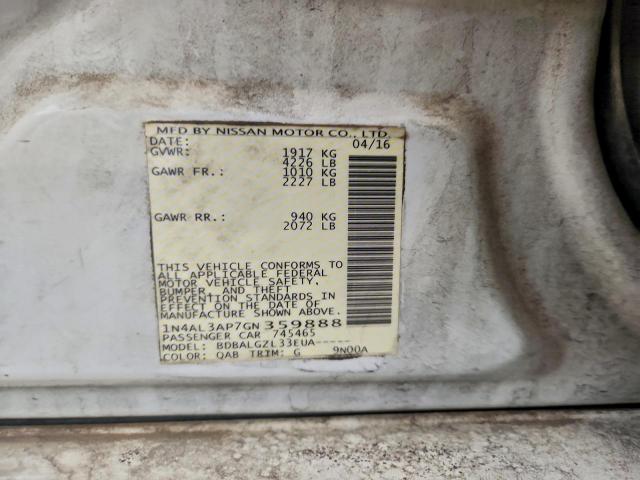 MFD BY NISSAN MOTOR CO., LTD.
DATE: 04/16
GVWR: 1917 KG
4226 LB
GAWR FR.: 1010 KG
2227 LB
GAWR RR.: 940 KG
2072 LB
THIS VEHICLE CONFORMS TO
ALL APPLICABLE FEDERAL
MOTOR VEHICLE SAFETY,
BUMPER, AND THEFT
PREVENTION STANDARDS IN
EFFECT ON THE DATE OF
MANUFACTURE SHOWN ABOVE.
1N4AL3AP7GN359888
PASSENGER CAR 745465
MODEL: BDBALGZL33EUA-----
COLOR: QAB TRIM: G 9N00A